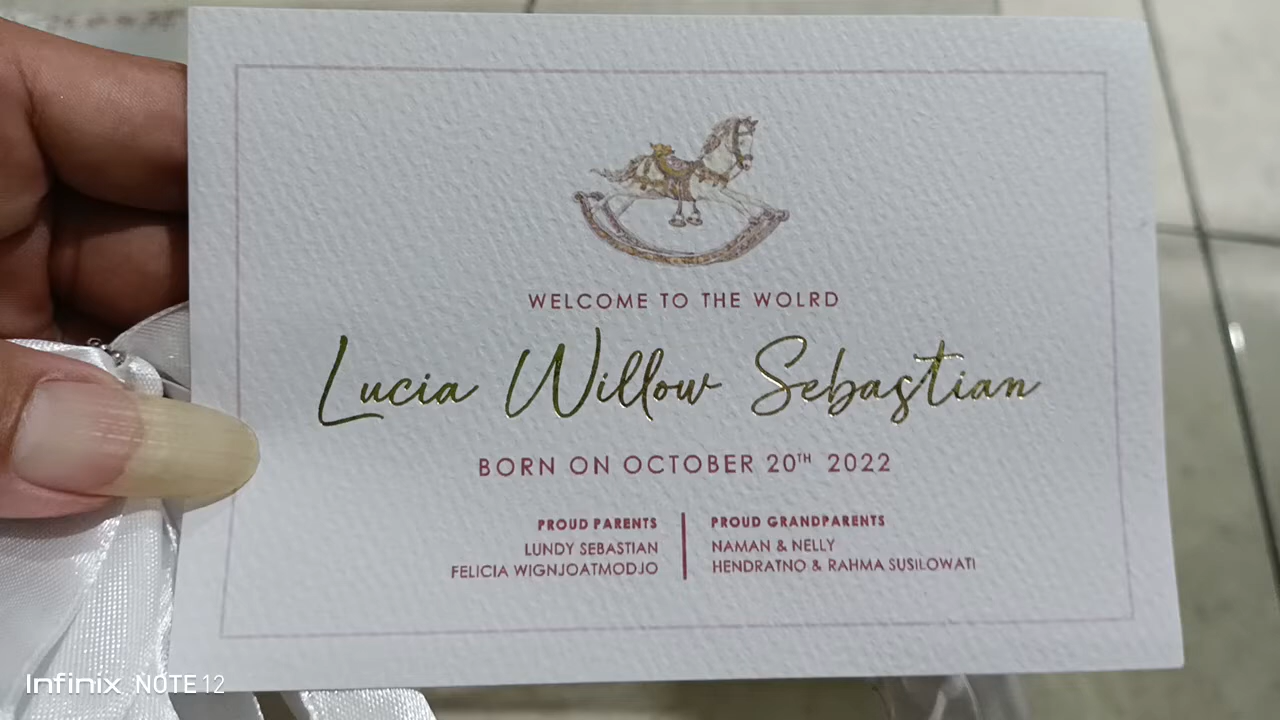 WELCOME TO THE WOLRD
Lucia Willow Sebastian
BORN ON OCTOBER 20TH 2022
PROUD PARENTS
LUNDY SEBASTIAN
FELICIA WIGNJOATMODJO
PROUD GRANDPARENTS
NAMAN & NELLY
HENDRATNO & RAHMA SUSILOWATI
Infinix NOTE 12